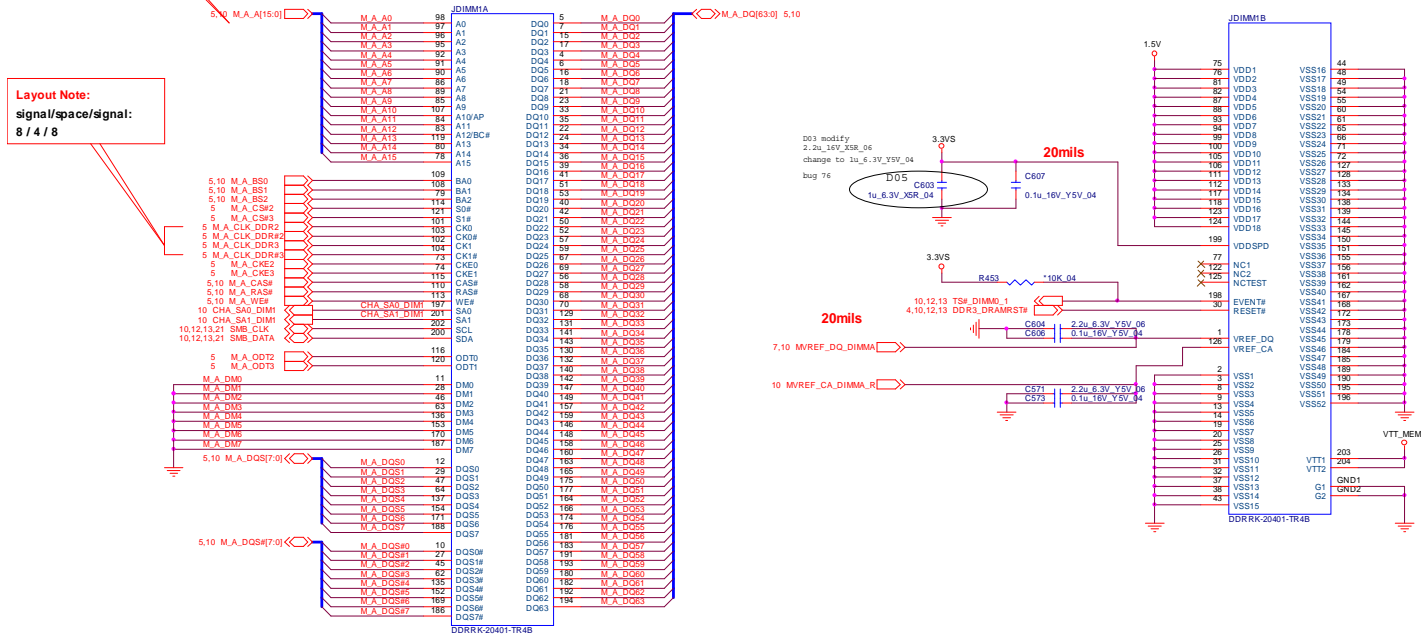 5,10 M_A_A[15:0]
JDIMM1A
M_A_A0 98 A0
M_A_A1 97 A1
M_A_A2 96 A2
M_A_A3 95 A3
M_A_A4 92 A4
M_A_A5 91 A5
M_A_A6 90 A6
M_A_A7 86 A7
M_A_A8 89 A8
M_A_A9 85 A9
M_A_A10 107 A10/AP
M_A_A11 84 A11
M_A_A12 83 A12/BC#
M_A_A13 119 A13
M_A_A14 80 A14
M_A_A15 78 A15
Layout Note:
signal/space/signal:
8 / 4 / 8
5,10 M_A_BS0 109 BA0
5,10 M_A_BS1 108 BA1
5,10 M_A_BS2 79 BA2
5 M_A_CS#2 114 S0#
5 M_A_CS#3 121 S1#
5 M_A_CLK_DDR2 101 CK0
5 M_A_CLK_DDR#2 103 CK0#
5 M_A_CLK_DDR3 102 CK1
5 M_A_CLK_DDR#3 104 CK1#
5 M_A_CKE2 73 CKE0
5 M_A_CKE3 74 CKE1
5,10 M_A_CAS# 115 CAS#
5,10 M_A_RAS# 110 RAS#
5,10 M_A_WE# 113 WE#
10 CHA_SA0_DIM1 CHA_SA0_DIM1 197 SA0
10 CHA_SA1_DIM1 CHA_SA1_DIM1 201 SA1
10,12,13,21 SMB_CLK 202 SCL
10,12,13,21 SMB_DATA 200 SDA
5 M_A_ODT2 116 ODT0
5 M_A_ODT3 120 ODT1
M_A_DM0 11 DM0
M_A_DM1 28 DM1
M_A_DM2 46 DM2
M_A_DM3 63 DM3
M_A_DM4 136 DM4
M_A_DM5 153 DM5
M_A_DM6 170 DM6
M_A_DM7 187 DM7
5,10 M_A_DQS[7:0]
M_A_DQS0 12 DQS0
M_A_DQS1 29 DQS1
M_A_DQS2 47 DQS2
M_A_DQS3 64 DQS3
M_A_DQS4 137 DQS4
M_A_DQS5 154 DQS5
M_A_DQS6 171 DQS6
M_A_DQS7 188 DQS7
5,10 M_A_DQS#[7:0]
M_A_DQS#0 10 DQS0#
M_A_DQS#1 27 DQS1#
M_A_DQS#2 45 DQS2#
M_A_DQS#3 62 DQS3#
M_A_DQS#4 135 DQS4#
M_A_DQS#5 152 DQS5#
M_A_DQS#6 169 DQS6#
M_A_DQS#7 186 DQS7#
DDRRK-20401-TR4B
M_A_DQ[63:0] 5,10
DQ0 5 M_A_DQ0
DQ1 7 M_A_DQ1
DQ2 15 M_A_DQ2
DQ3 17 M_A_DQ3
DQ4 4 M_A_DQ4
DQ5 6 M_A_DQ5
DQ6 16 M_A_DQ6
DQ7 18 M_A_DQ7
DQ8 21 M_A_DQ8
DQ9 23 M_A_DQ9
DQ10 33 M_A_DQ10
DQ11 35 M_A_DQ11
DQ12 22 M_A_DQ12
DQ13 24 M_A_DQ13
DQ14 34 M_A_DQ14
DQ15 36 M_A_DQ15
DQ16 39 M_A_DQ16
DQ17 41 M_A_DQ17
DQ18 51 M_A_DQ18
DQ19 53 M_A_DQ19
DQ20 40 M_A_DQ20
DQ21 42 M_A_DQ21
DQ22 50 M_A_DQ22
DQ23 52 M_A_DQ23
DQ24 57 M_A_DQ24
DQ25 59 M_A_DQ25
DQ26 67 M_A_DQ26
DQ27 69 M_A_DQ27
DQ28 56 M_A_DQ28
DQ29 58 M_A_DQ29
DQ30 68 M_A_DQ30
DQ31 70 M_A_DQ31
DQ32 129 M_A_DQ32
DQ33 131 M_A_DQ33
DQ34 141 M_A_DQ34
DQ35 143 M_A_DQ35
DQ36 130 M_A_DQ36
DQ37 132 M_A_DQ37
DQ38 140 M_A_DQ38
DQ39 142 M_A_DQ39
DQ40 147 M_A_DQ40
DQ41 149 M_A_DQ41
DQ42 157 M_A_DQ42
DQ43 159 M_A_DQ43
DQ44 146 M_A_DQ44
DQ45 148 M_A_DQ45
DQ46 158 M_A_DQ46
DQ47 160 M_A_DQ47
DQ48 163 M_A_DQ48
DQ49 165 M_A_DQ49
DQ50 175 M_A_DQ50
DQ51 177 M_A_DQ51
DQ52 164 M_A_DQ52
DQ53 166 M_A_DQ53
DQ54 174 M_A_DQ54
DQ55 176 M_A_DQ55
DQ56 181 M_A_DQ56
DQ57 183 M_A_DQ57
DQ58 191 M_A_DQ58
DQ59 193 M_A_DQ59
DQ60 180 M_A_DQ60
DQ61 182 M_A_DQ61
DQ62 192 M_A_DQ62
DQ63 194 M_A_DQ63
D03 modify
2.2u_16V_X5R_06
change to 1u_6.3V_Y5V_04
bug 76
3.3VS
20mils
D05
C603
1u_6.3V_X5R_04
C607
0.1u_16V_Y5V_04
3.3VS
R453 *10K_04
10,12,13 TS#_DIMM0_1
4,10,12,13 DDR3_DRAMRST#
20mils
C604 2.2u_6.3V_Y5V_06
C606 0.1u_16V_Y5V_04
7,10 MVREF_DQ_DIMMA
10 MVREF_CA_DIMMA_R
C571 2.2u_6.3V_Y5V_06
C573 0.1u_16V_Y5V_04
JDIMM1B
1.5V
75 VDD1
76 VDD2
81 VDD3
82 VDD4
87 VDD5
88 VDD6
93 VDD7
94 VDD8
99 VDD9
100 VDD10
105 VDD11
106 VDD12
111 VDD13
112 VDD14
117 VDD15
118 VDD16
123 VDD17
124 VDD18
199 VDDSPD
77 NC1
122 NC2
125 NCTEST
198 EVENT#
30 RESET#
1 VREF_DQ
126 VREF_CA
2 VSS1
3 VSS2
8 VSS3
9 VSS4
13 VSS5
14 VSS6
19 VSS7
20 VSS8
25 VSS9
26 VSS10
31 VSS11
32 VSS12
37 VSS13
38 VSS14
43 VSS15
VSS16 44
VSS17 48
VSS18 49
VSS19 54
VSS20 55
VSS21 60
VSS22 61
VSS23 65
VSS24 66
VSS25 71
VSS26 72
VSS27 127
VSS28 128
VSS29 133
VSS30 134
VSS31 138
VSS32 139
VSS33 144
VSS34 145
VSS35 150
VSS36 151
VSS37 155
VSS38 156
VSS39 161
VSS40 162
VSS41 167
VSS42 168
VSS43 172
VSS44 173
VSS45 178
VSS46 179
VSS47 184
VSS48 185
VSS49 189
VSS50 190
VSS51 195
VSS52 196
VTT_MEM
VTT1 203
VTT2 204
G1 GND1
G2 GND2
DDRRK-20401-TR4B